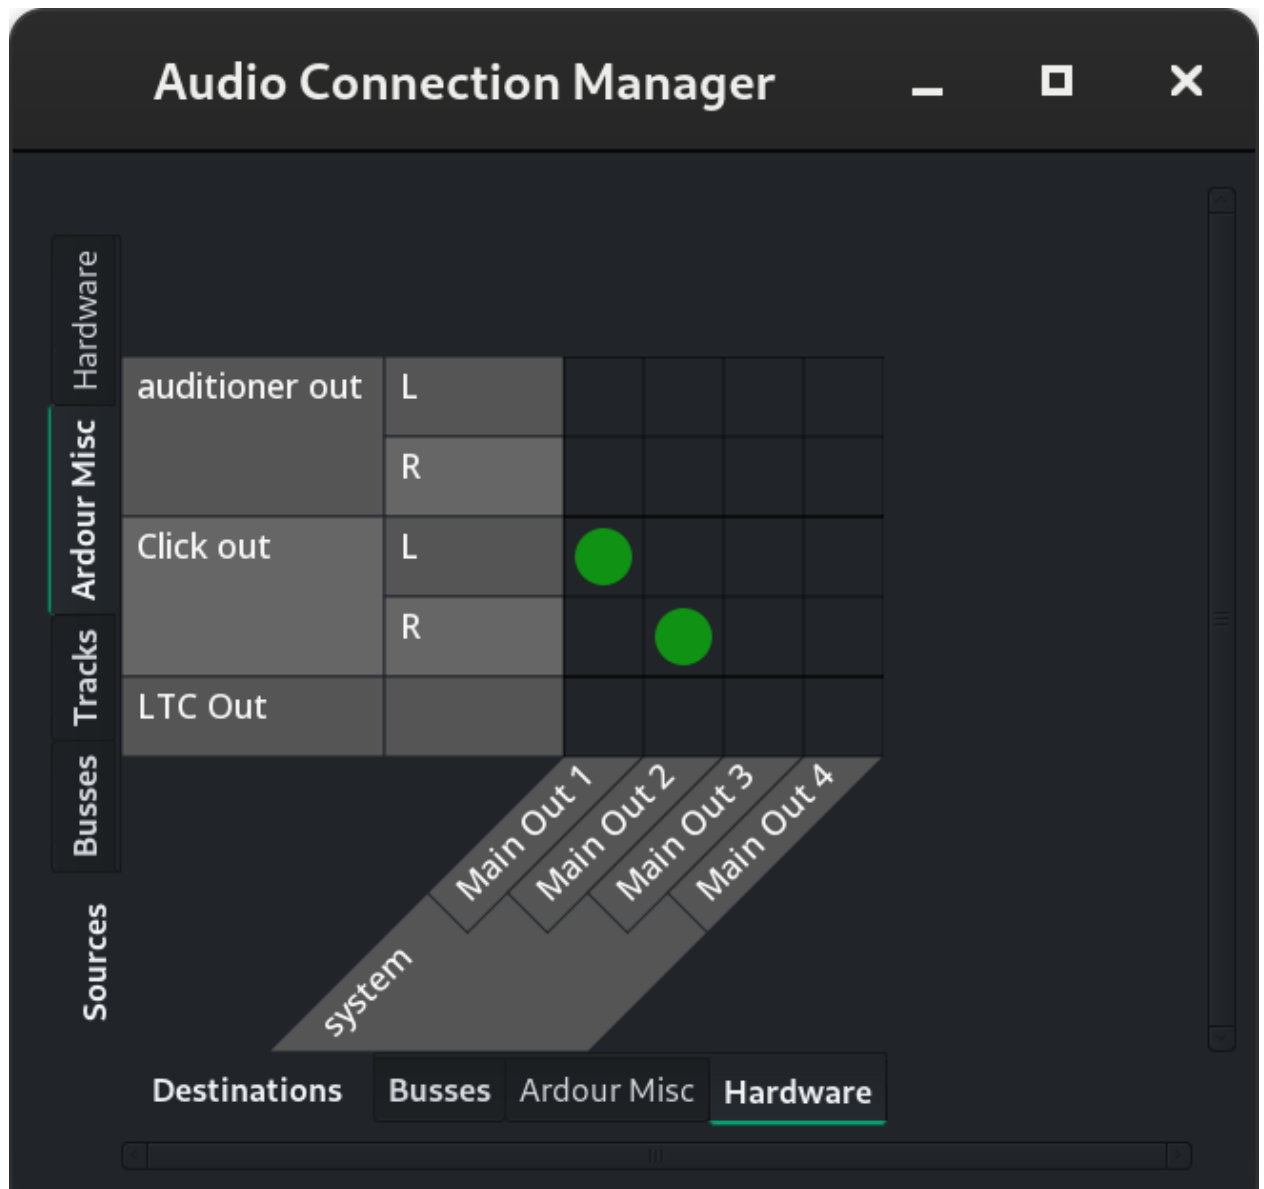 Audio Connection Manager
Hardware
Ardour Misc
Tracks
Busses
Sources
auditioner out L
R
Click out L
R
LTC Out
Main Out 1
Main Out 2
Main Out 3
Main Out 4
system
Destinations Busses Ardour Misc Hardware